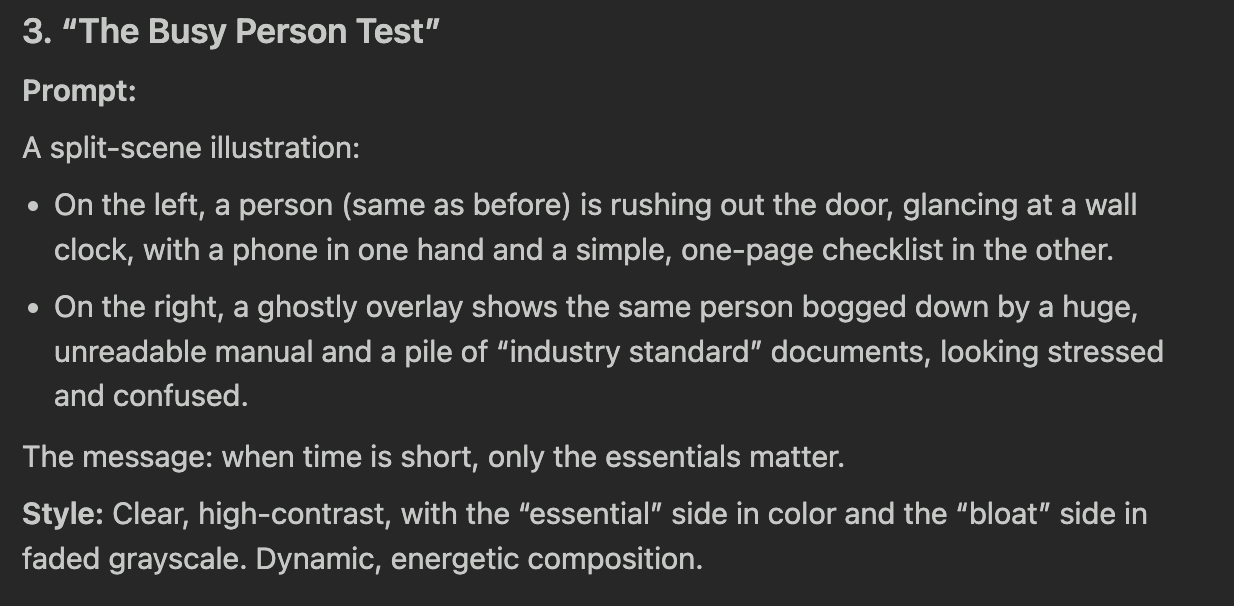 3. “The Busy Person Test”
Prompt:
A split-scene illustration:
• On the left, a person (same as before) is rushing out the door, glancing at a wall
clock, with a phone in one hand and a simple, one-page checklist in the other.
• On the right, a ghostly overlay shows the same person bogged down by a huge,
unreadable manual and a pile of “industry standard” documents, looking stressed
and confused.
The message: when time is short, only the essentials matter.
Style: Clear, high-contrast, with the “essential” side in color and the “bloat” side in
faded grayscale. Dynamic, energetic composition.